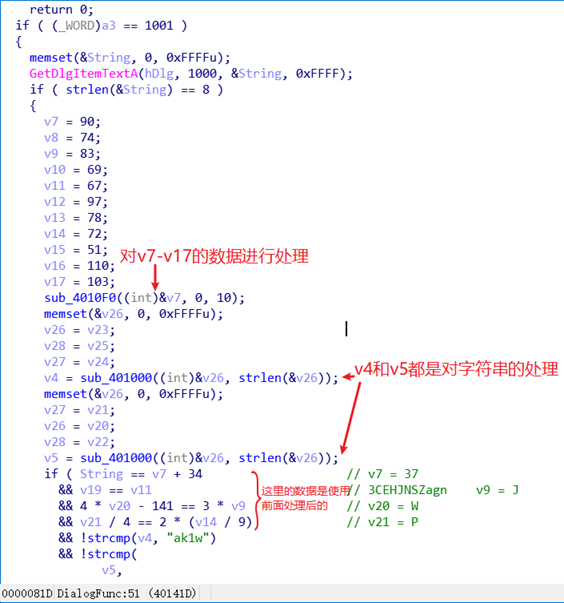 return 0;
if ( (_WORD)a3 == 1001 )
{
memset(&String, 0, 0xFFFFu);
GetDlgItemTextA(hDlg, 1000, &String, 0xFFFF);
if ( strlen(&String) == 8 )
{
v7 = 90;
v8 = 74;
v9 = 83;
v10 = 69;
v11 = 67;
v12 = 97;
v13 = 78;
v14 = 72;
v15 = 51;
对v7-v17的数据进行处理
v16 = 110;
v17 = 103;
sub_4010F0((int)&v7, 0, 10);
memset(&v26, 0, 0xFFFFu);
v26 = v23;
v28 = v25;
v27 = v24;
v4和v5都是对字符串的处理
v4 = sub_401000((int)&v26, strlen(&v26));
memset(&v26, 0, 0xFFFFu);
v27 = v21;
v26 = v20;
v28 = v22;
v5 = sub_401000((int)&v26, strlen(&v26));
if ( String == v7 + 34 // v7 = 37
&& v19 == v11 这里的数据是使用 // 3CEHJNSZagn v9 = J
&& 4 * v20 - 141 == 3 * v9 前面处理后的 // v20 = W
&& v21 / 4 == 2 * (v14 / 9) // v21 = P
&& !strcmp(v4, "ak1w")
&& !strcmp(
v5,
0000081D DialogFunc:51 (40141D)